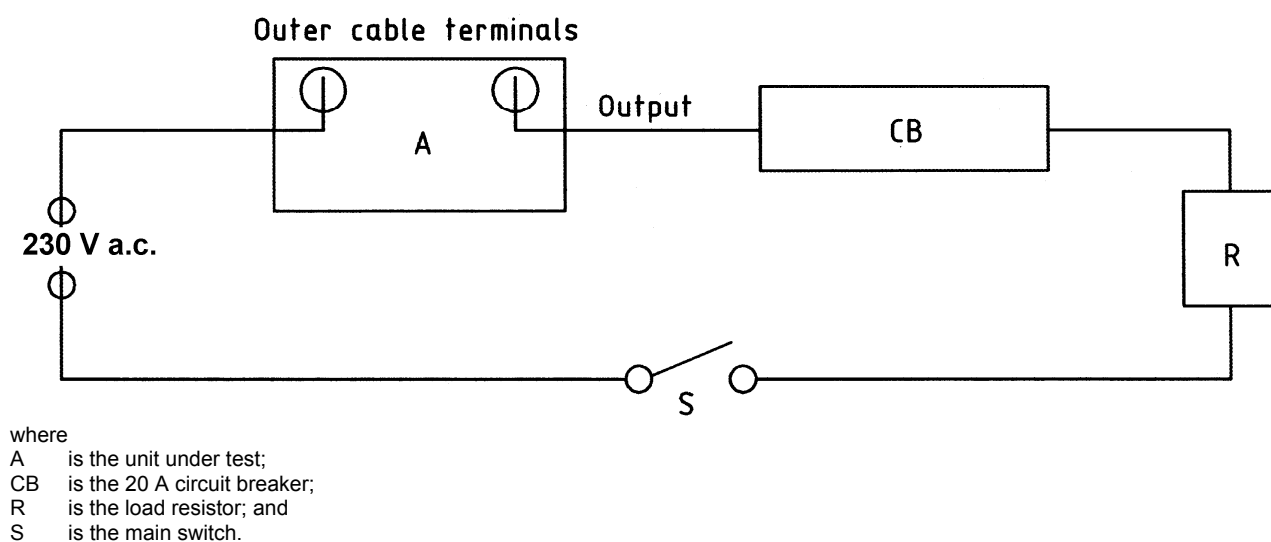 Outer cable terminals
Output
A
CB
230 V a.c.
R
S
where
A is the unit under test;
CB is the 20 A circuit breaker;
R is the load resistor; and
S is the main switch.